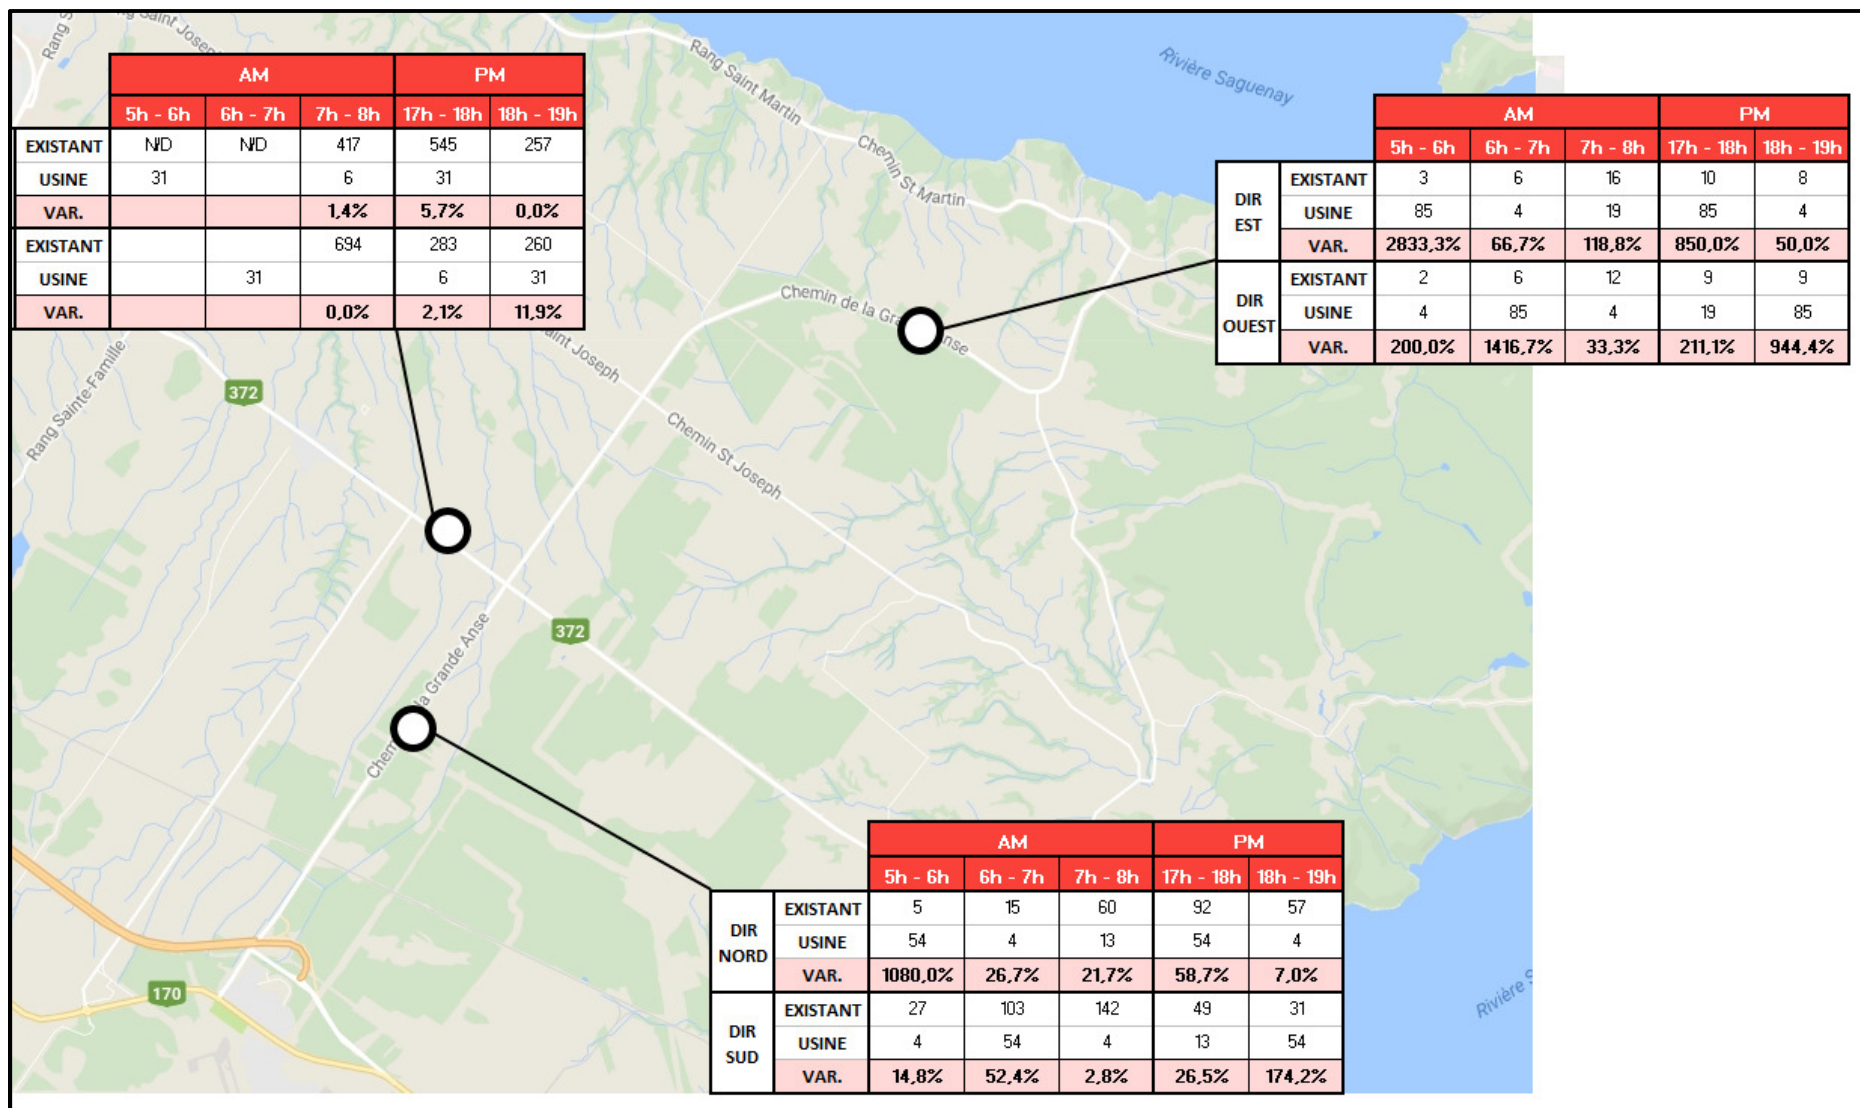 Rang S
ng Saint Joseph
Rang Saint Martin
Rivière Saguenay
AM PM
5h - 6h 6h - 7h 7h - 8h 17h - 18h 18h - 19h
EXISTANT N/D N/D 417 545 257
USINE 31 6 31
VAR. 1,4% 5,7% 0,0%
EXISTANT 694 283 260
USINE 31 6 31
VAR. 0,0% 2,1% 11,9%
AM PM
5h - 6h 6h - 7h 7h - 8h 17h - 18h 18h - 19h
DIR EST
EXISTANT 3 6 16 10 8
USINE 85 4 19 85 4
VAR. 2833,3% 66,7% 118,8% 850,0% 50,0%
DIR OUEST
EXISTANT 2 6 12 9 9
USINE 4 85 4 19 85
VAR. 200,0% 1416,7% 33,3% 211,1% 944,4%
Chemin St Martin
Chemin de la Gra nse
aint Joseph
Rang Sainte-Famille
372
Chemin St Joseph
372
Chem la Grande Anse
170
Rivière S
AM PM
5h - 6h 6h - 7h 7h - 8h 17h - 18h 18h - 19h
DIR NORD
EXISTANT 5 15 60 92 57
USINE 54 4 13 54 4
VAR. 1080,0% 26,7% 21,7% 58,7% 7,0%
DIR SUD
EXISTANT 27 103 142 49 31
USINE 4 54 4 13 54
VAR. 14,8% 52,4% 2,8% 26,5% 174,2%